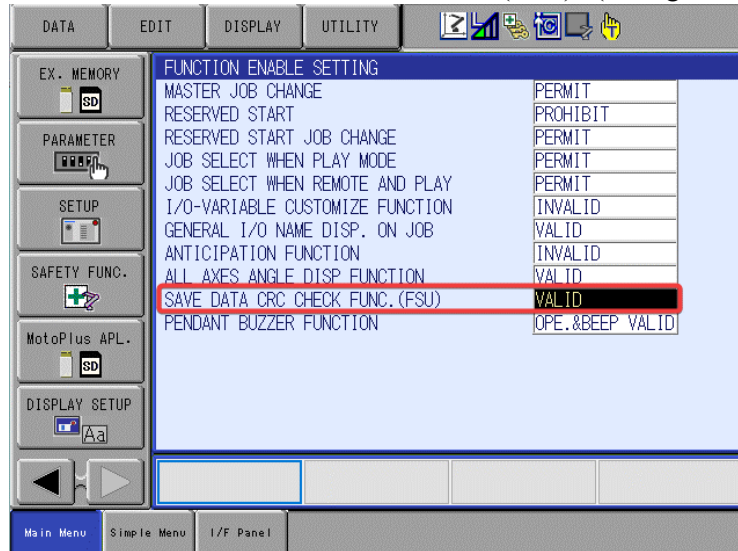 DATA
EDIT
DISPLAY
UTILITY
EX. MEMORY
SD
PARAMETER
SETUP
SAFETY FUNC.
MotoPlus APL.
SD
DISPLAY SETUP
Aa
FUNCTION ENABLE SETTING
MASTER JOB CHANGE PERMIT
RESERVED START PROHIBIT
RESERVED START JOB CHANGE PERMIT
JOB SELECT WHEN PLAY MODE PERMIT
JOB SELECT WHEN REMOTE AND PLAY PERMIT
I/O-VARIABLE CUSTOMIZE FUNCTION INVALID
GENERAL I/O NAME DISP. ON JOB VALID
ANTICIPATION FUNCTION INVALID
ALL AXES ANGLE DISP FUNCTION VALID
SAVE DATA CRC CHECK FUNC.(FSU) VALID
PENDANT BUZZER FUNCTION OPE.&BEEP VALID
Main Menu
Simple Menu
I/F Panel